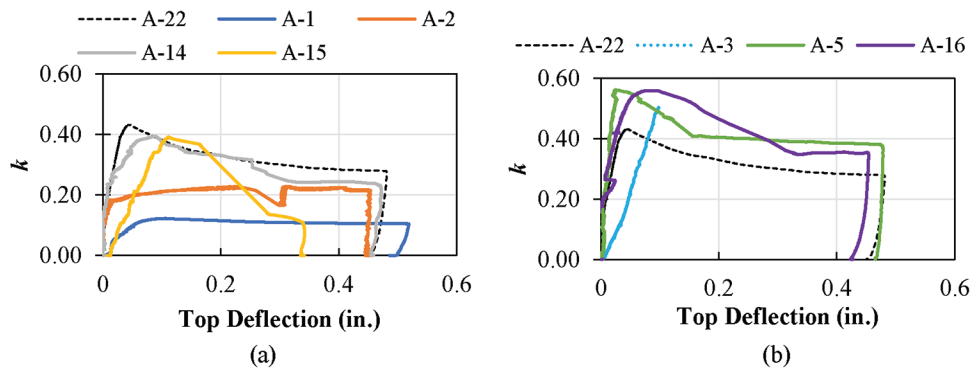 A-22 A-1 A-2
A-14 A-15
0.60
0.40
0.20
0.00
k
0 0.2 0.4 0.6
Top Deflection (in.)
(a)
A-22 A-3 A-5 A-16
0.60
0.40
0.20
0.00
k
0 0.2 0.4 0.6
Top Deflection (in.)
(b)